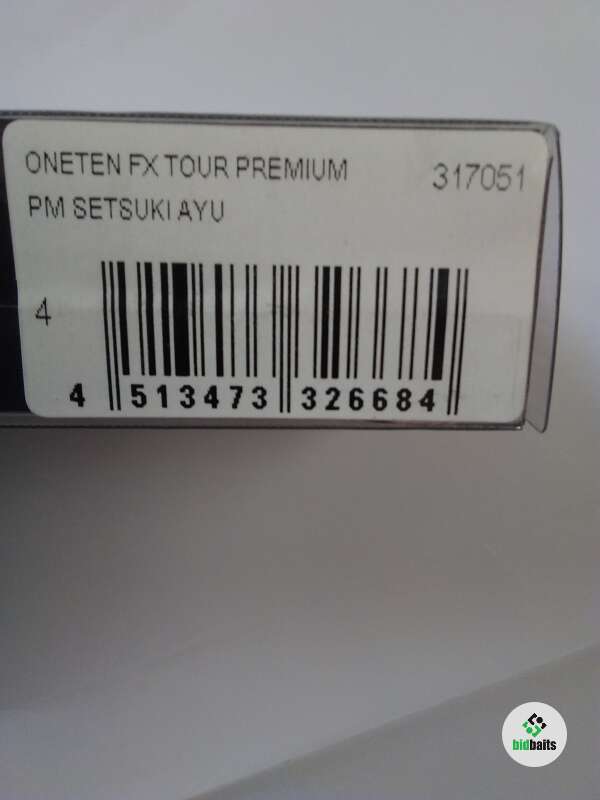 ONETEN FX TOUR PREMIUM 317051
PM SETSUKI AYU
4
4 513473 326684
bidbaits